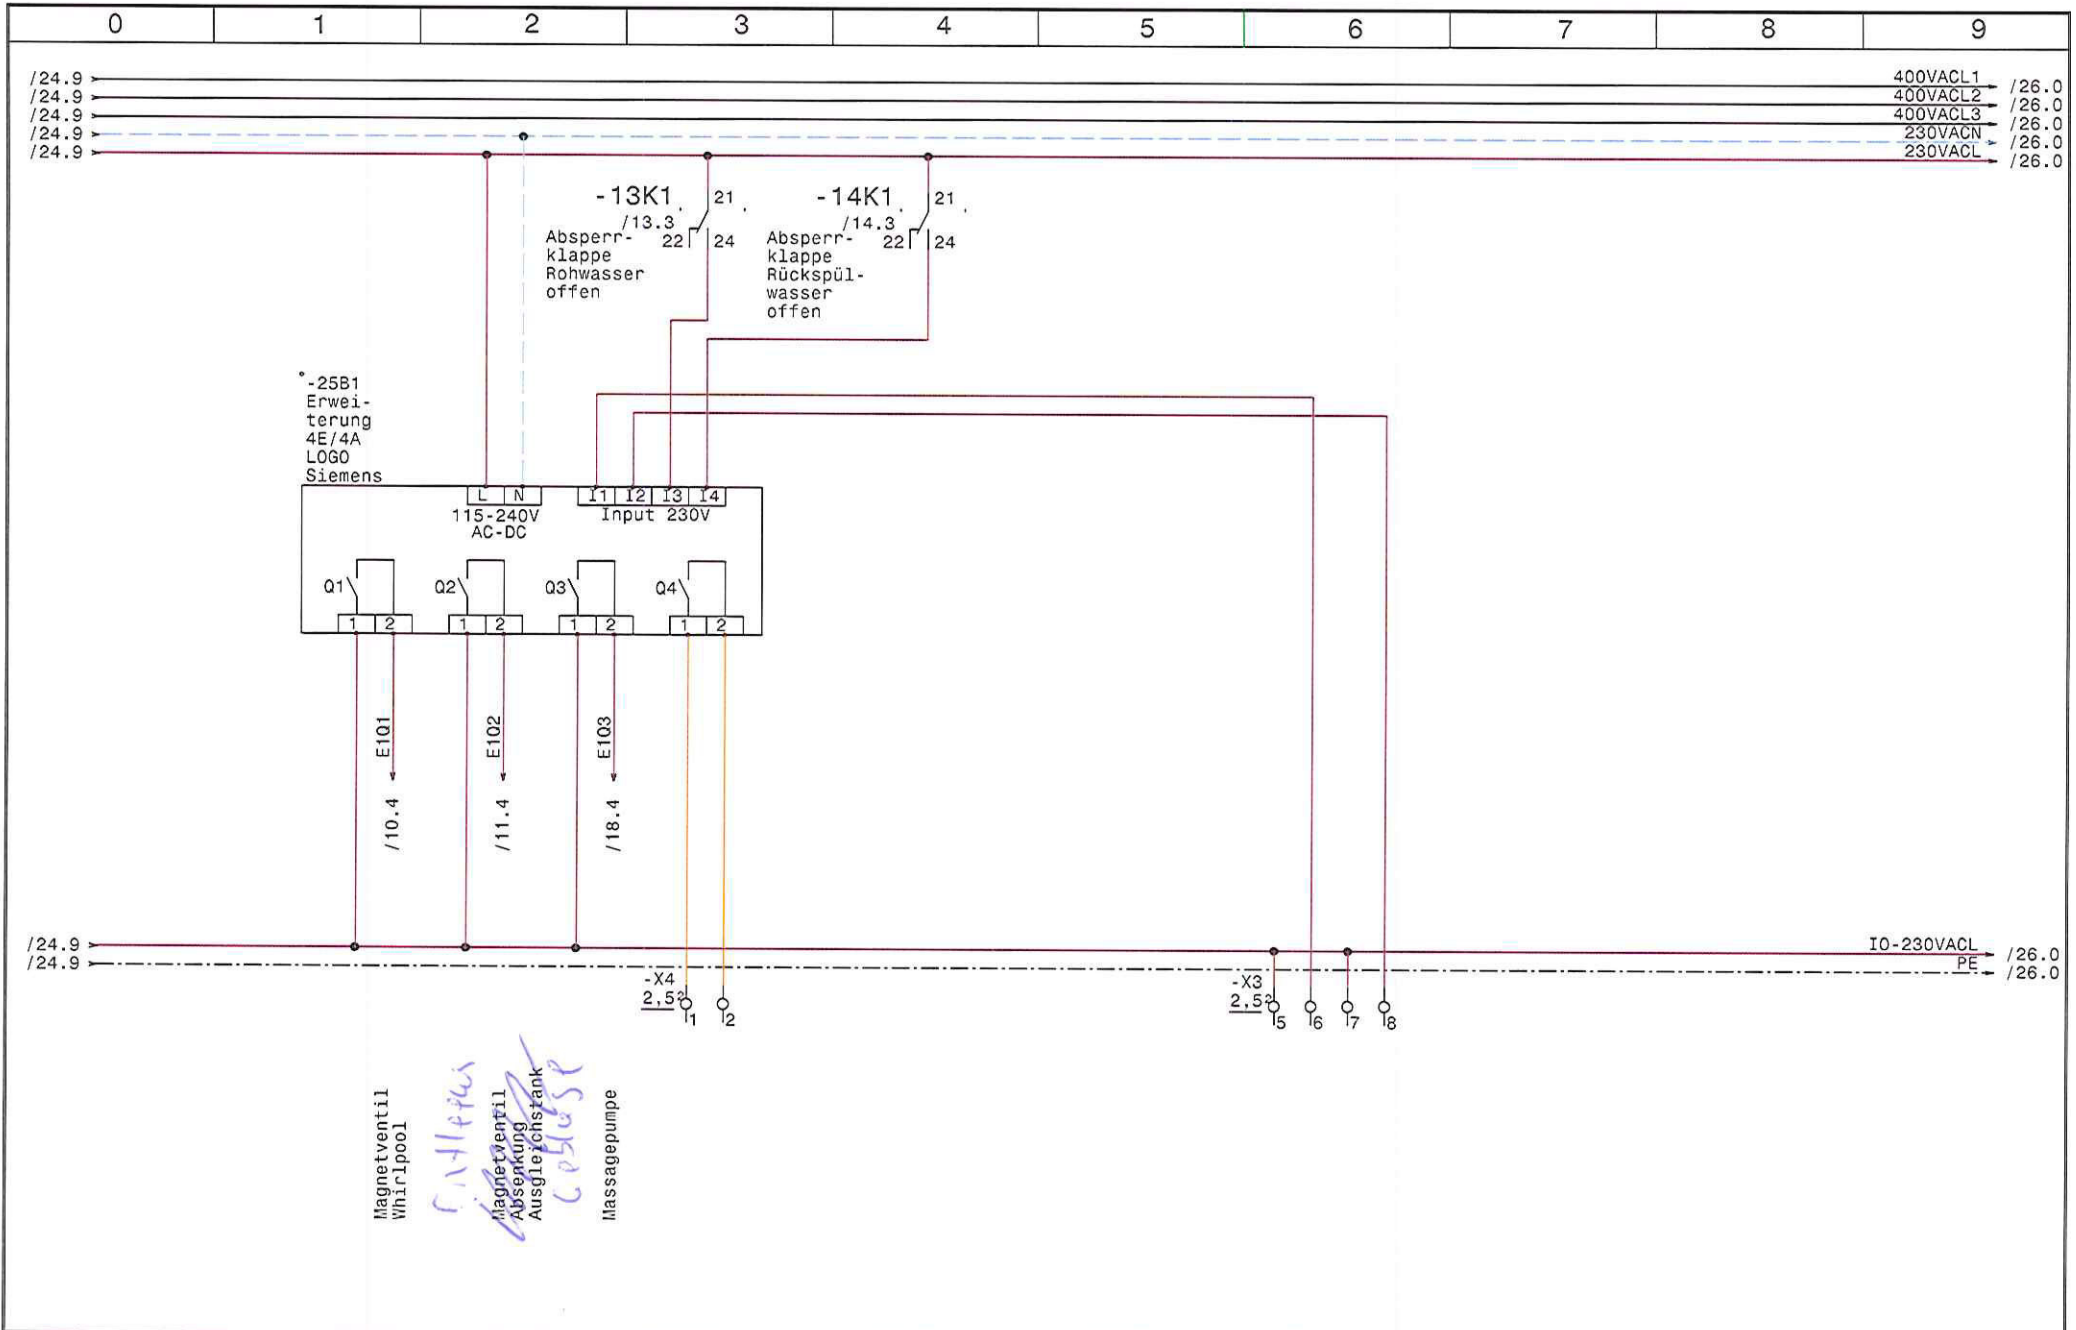 0 1 2 3 4 5 6 7 8 9
/24.9 400VACL1 /26.0
/24.9 400VACL2 /26.0
/24.9 400VACL3 /26.0
/24.9 230VACN /26.0
/24.9 230VACL /26.0
-13K1
/13.3
21
22 24
Absperr-
klappe
Rohwasser
offen
-14K1
/14.3
21
22 24
Absperr-
klappe
Rückspül-
wasser
offen
-25B1
Erwei-
terung
4E/4A
LOGO
Siemens
L N I1 I2 I3 I4
115-240V Input 230V
AC-DC
Q1 Q2 Q3 Q4
1 2 1 2 1 2 1 2
E1Q1 E1Q2 E1Q3
/10.4 /11.4 /18.4
/24.9 IO-230VACL /26.0
/24.9 PE /26.0
-X4
2,5²
1 2
-X3
2,5²
5 6 7 8
Magnetventil
Whirlpool
Magnetventil
Absenkung
Ausgleichstank
Gebläse
Massagepumpe